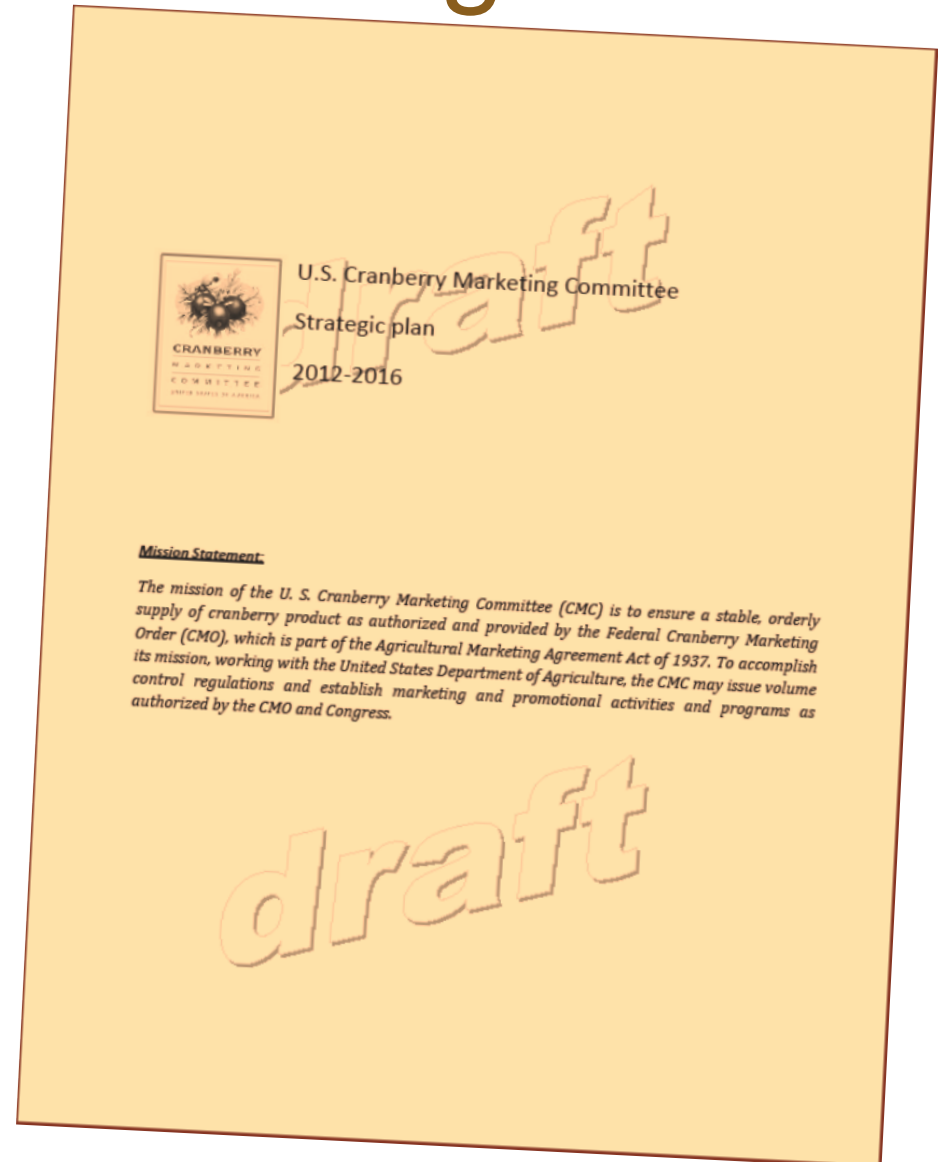 draft
U.S. Cranberry Marketing Committee
Strategic plan
2012-2016
CRANBERRY
MARKETING
COMMITTEE
UNITED STATES OF AMERICA
Mission Statement:
The mission of the U. S. Cranberry Marketing Committee (CMC) is to ensure a stable, orderly
supply of cranberry product as authorized and provided by the Federal Cranberry Marketing
Order (CMO), which is part of the Agricultural Marketing Agreement Act of 1937. To accomplish
its mission, working with the United States Department of Agriculture, the CMC may issue volume
control regulations and establish marketing and promotional activities and programs as
authorized by the CMO and Congress.
draft